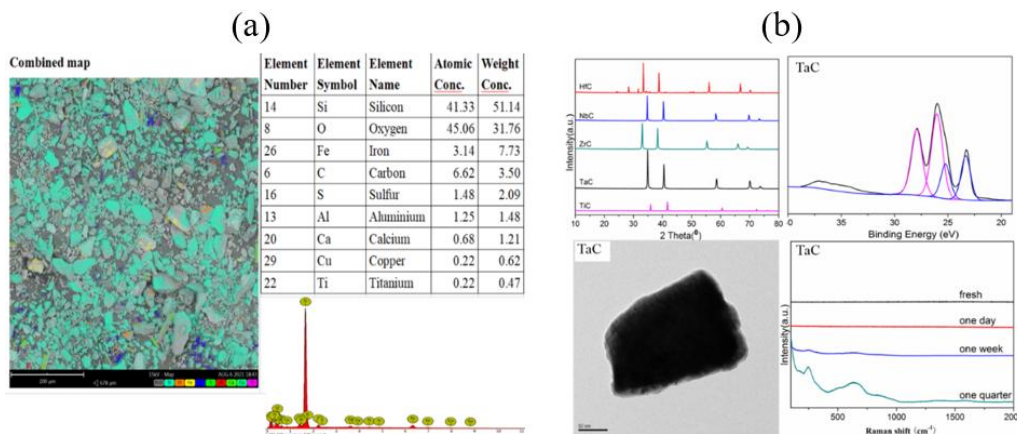 (a)
Combined map
200 µm
Element Number Element Symbol Element Name Atomic Conc. Weight Conc.
14 Si Silicon 41.33 51.14
8 O Oxygen 45.06 31.76
26 Fe Iron 3.14 7.73
6 C Carbon 6.62 3.50
16 S Sulfur 1.48 2.09
13 Al Aluminium 1.25 1.48
20 Ca Calcium 0.68 1.21
29 Cu Copper 0.22 0.62
22 Ti Titanium 0.22 0.47
(b)
HfC
NbC
ZrC
TaC
TiC
Intensity(a.u.)
10 20 30 40 50 60 70 80
2 Theta(°)
TaC
35 30 25 20
Binding Energy (eV)
TaC
TaC
fresh
one day
one week
one quarter
Intensity(a.u.)
500 1000 1500 2000
Raman shift (cm-1)